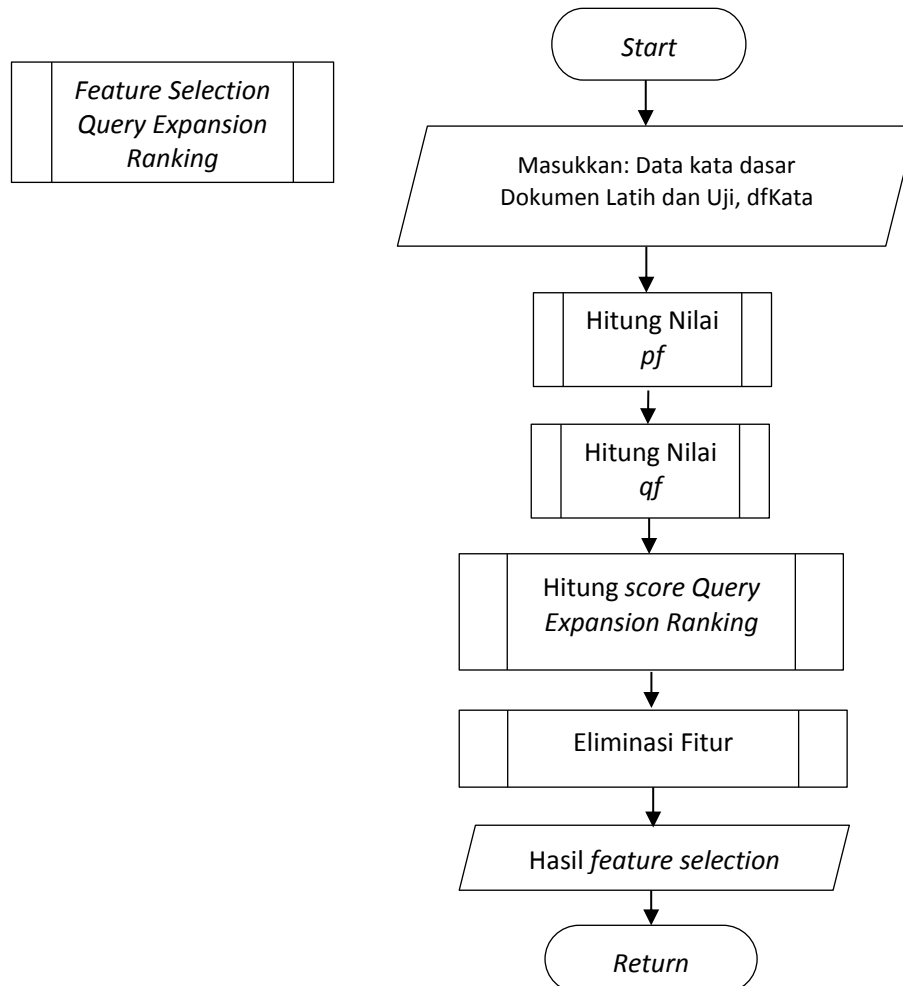 Feature Selection
Query Expansion
Ranking
Start
Masukkan: Data kata dasar
Dokumen Latih dan Uji, dfKata
Hitung Nilai
pf
Hitung Nilai
qf
Hitung score Query
Expansion Ranking
Eliminasi Fitur
Hasil feature selection
Return